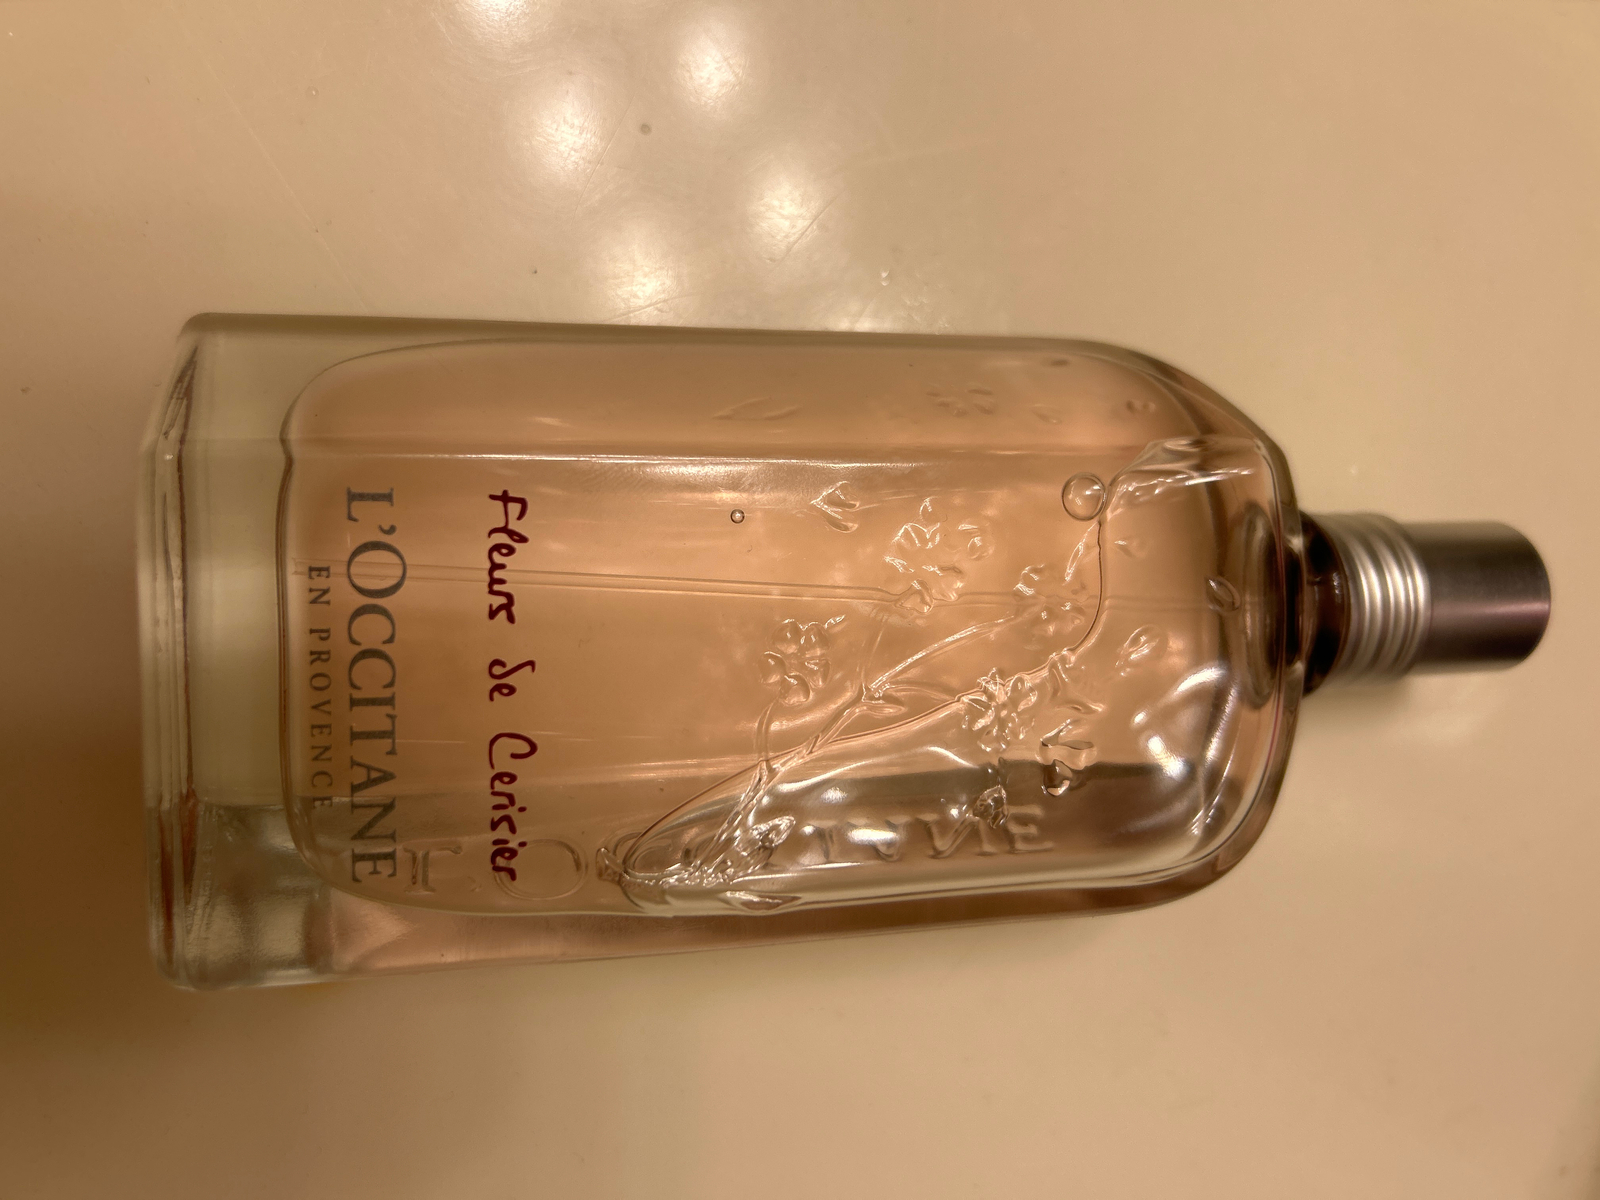 Fleurs de Cerisier
L'OCCITANE
EN PROVENCE